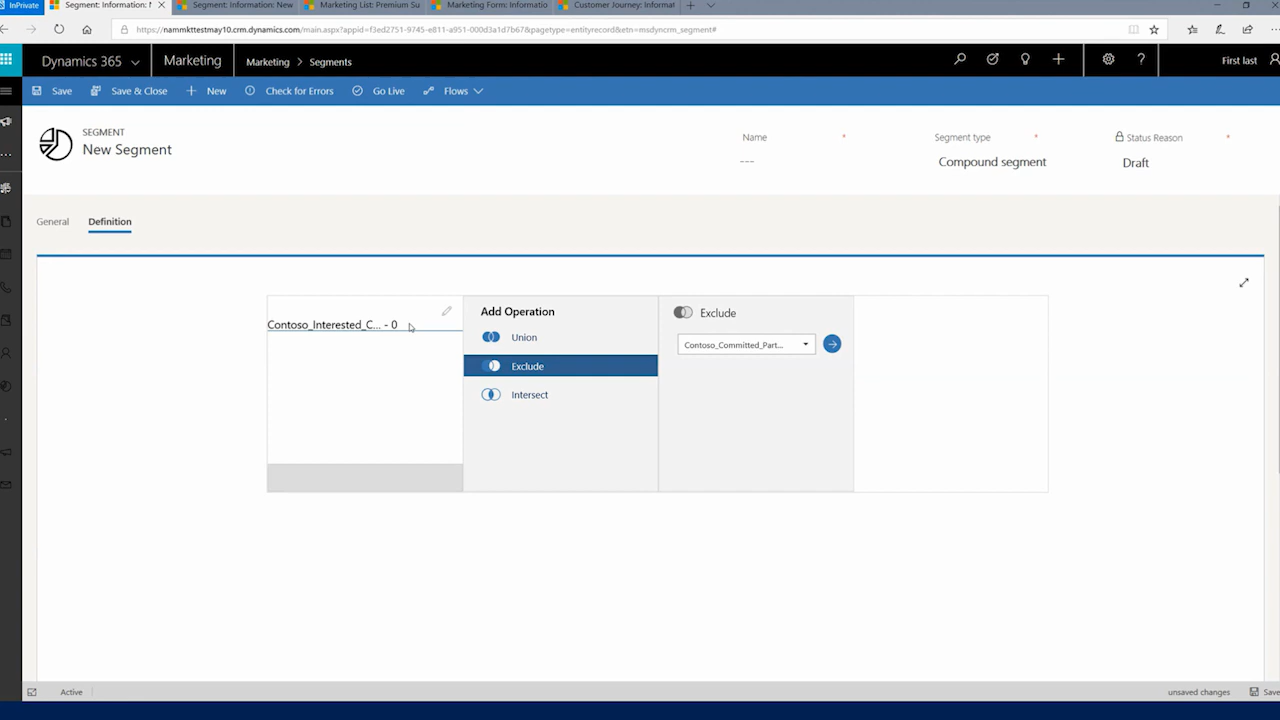 InPrivate
Segment: Information: N
Segment: Information: New
Marketing List: Premium Su
Marketing Form: Informatio
Customer Journey: Informat
https://nammkttestmay10.crm.dynamics.com/main.aspx?appid=f3ed2751-9745-e811-a951-000d3a1d7b67&pagetype=entityrecord&etn=msdyncrm_segment#
Dynamics 365
Marketing
Marketing > Segments
First last
Save
Save & Close
New
Check for Errors
Go Live
Flows
SEGMENT
New Segment
Name *
---
Segment type *
Compound segment
Status Reason *
Draft
General
Definition
Contoso_Interested_C... - 0
Add Operation
Union
Exclude
Intersect
Exclude
Contoso_Committed_Part...
Active
unsaved changes
Save